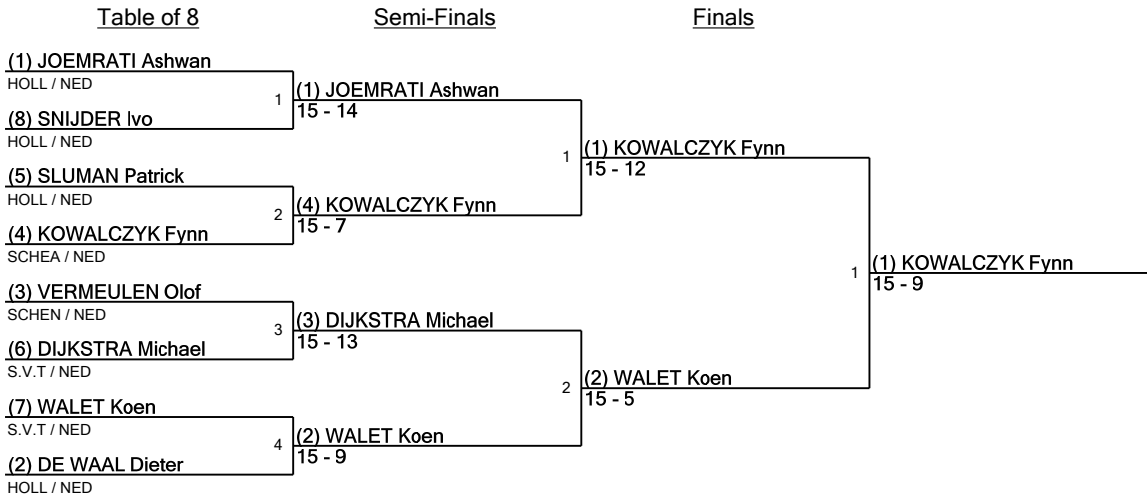 Table of 8
Semi-Finals
Finals
(1) JOEMRATI Ashwan
HOLL / NED
1
(8) SNIJDER Ivo
HOLL / NED
(5) SLUMAN Patrick
HOLL / NED
2
(4) KOWALCZYK Fynn
SCHEA / NED
(3) VERMEULEN Olof
SCHEN / NED
3
(6) DIJKSTRA Michael
S.V.T / NED
(7) WALET Koen
S.V.T / NED
4
(2) DE WAAL Dieter
HOLL / NED
(1) JOEMRATI Ashwan
15 - 14
1
(4) KOWALCZYK Fynn
15 - 7
(3) DIJKSTRA Michael
15 - 13
2
(2) WALET Koen
15 - 9
(1) KOWALCZYK Fynn
15 - 12
1
(2) WALET Koen
15 - 5
(1) KOWALCZYK Fynn
15 - 9